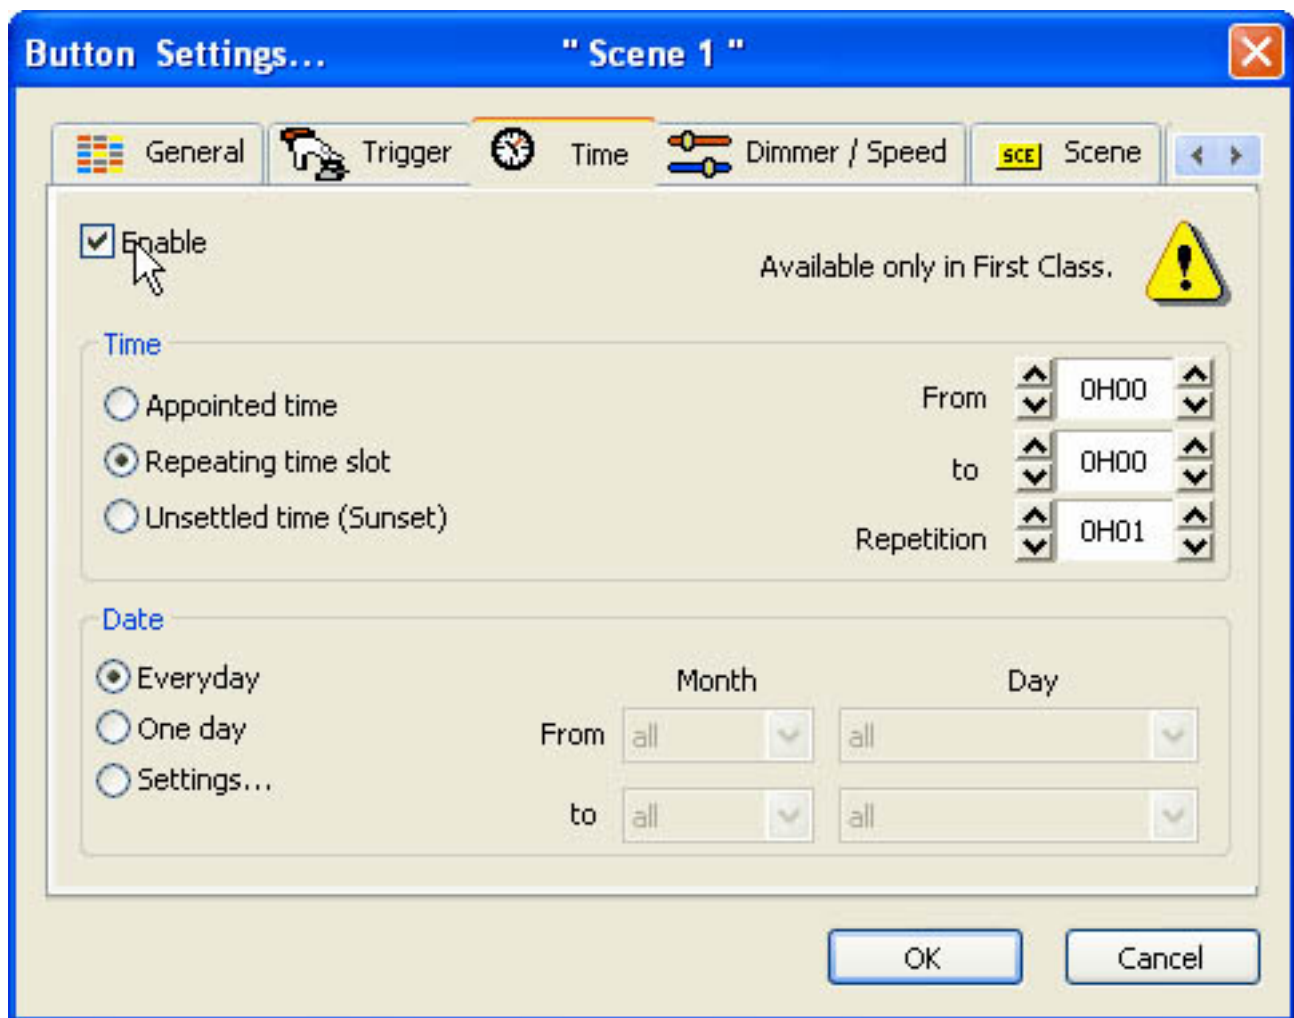 Button Settings... " Scene 1 "
General Trigger Time Dimmer / Speed SCE Scene
Enable
Available only in First Class.
Time
Appointed time
From 0H00
Repeating time slot
to 0H00
Unsettled time (Sunset)
Repetition 0H01
Date
Everyday
Month Day
One day
From all all
Settings...
to all all
OK Cancel